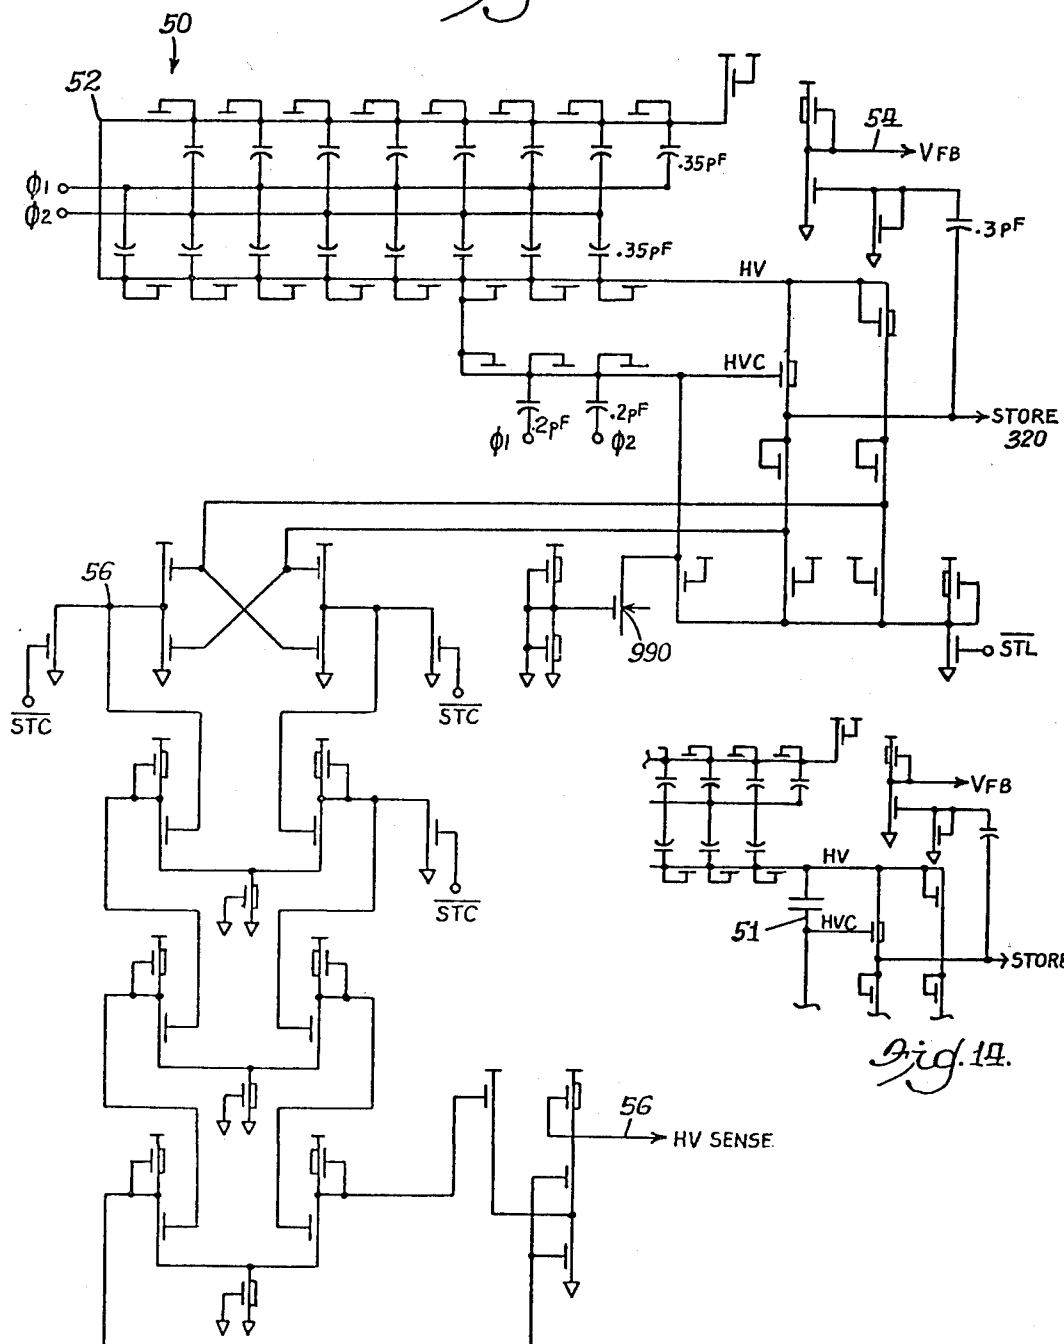 50
52
54
VFB
.35pF
ϕ1
ϕ2
.3pF
.35pF
HV
HVC
STORE
320
.2pF
.2pF
ϕ1
ϕ2
56
990
STL
STC
STC
VFB
HV
51
HVC
STORE
STC
Fig. 14.
56
HV SENSE